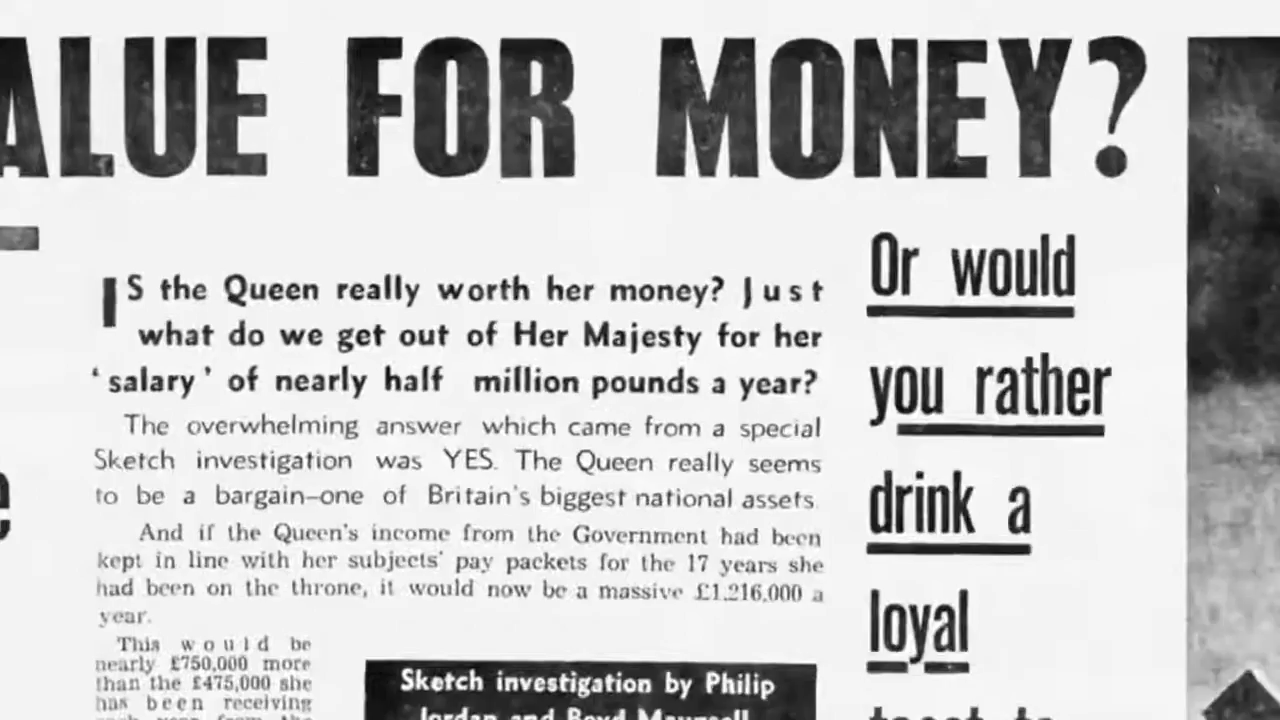 ALUE FOR MONEY?
IS the Queen really worth her money? Just
what do we get out of Her Majesty for her
‘salary’ of nearly half million pounds a year?
The overwhelming answer which came from a special
Sketch investigation was YES. The Queen really seems
to be a bargain—one of Britain's biggest national assets.
And if the Queen's income from the Government had been
kept in line with her subjects' pay packets for the 17 years she
had been on the throne, it would now be a massive £1,216,000 a
year.
This would be
nearly £750,000 more
than the £475,000 she
has been receiving
Sketch investigation by Philip
Or would
you rather
drink a
loyal
toast to